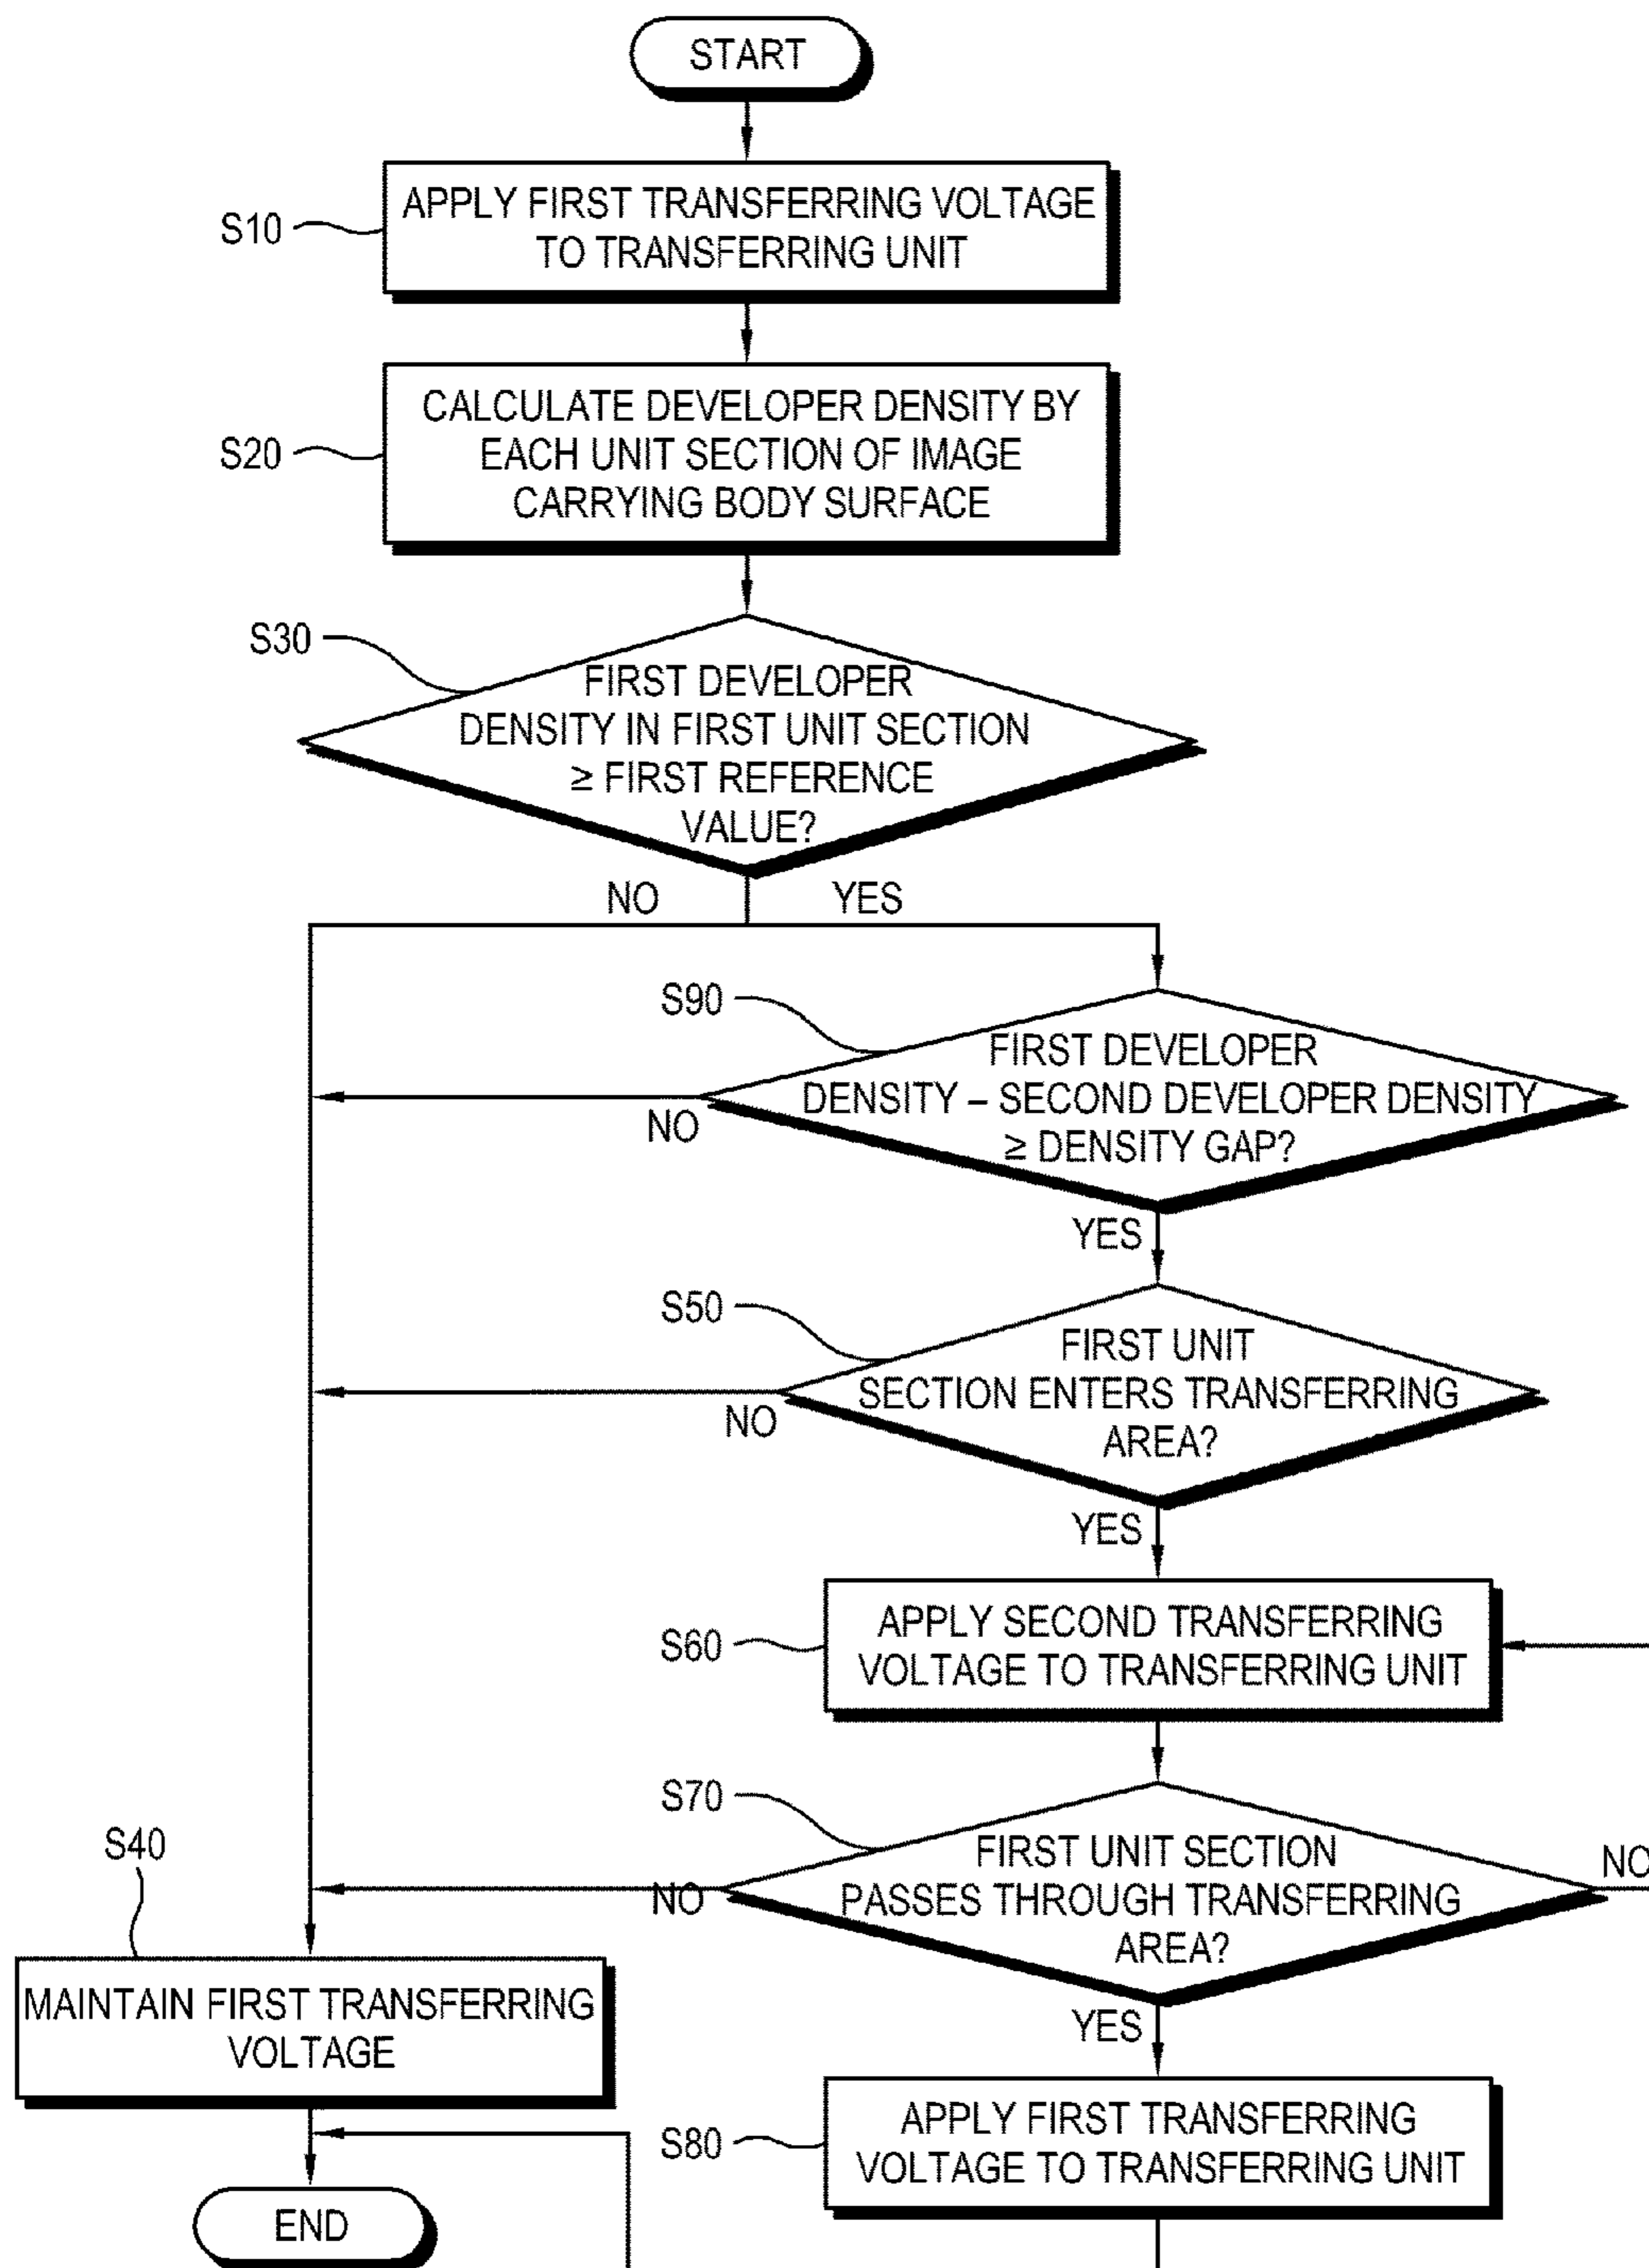 START
S10
APPLY FIRST TRANSFERRING VOLTAGE
TO TRANSFERRING UNIT
S20
CALCULATE DEVELOPER DENSITY BY
EACH UNIT SECTION OF IMAGE
CARRYING BODY SURFACE
S30
FIRST DEVELOPER
DENSITY IN FIRST UNIT SECTION
≥ FIRST REFERENCE
VALUE?
NO
YES
S90
FIRST DEVELOPER
DENSITY – SECOND DEVELOPER DENSITY
≥ DENSITY GAP?
NO
YES
S50
FIRST UNIT
SECTION ENTERS TRANSFERRING
AREA?
NO
YES
S60
APPLY SECOND TRANSFERRING
VOLTAGE TO TRANSFERRING UNIT
S70
FIRST UNIT SECTION
PASSES THROUGH TRANSFERRING
AREA?
NO
NO
YES
S40
MAINTAIN FIRST TRANSFERRING
VOLTAGE
S80
APPLY FIRST TRANSFERRING
VOLTAGE TO TRANSFERRING UNIT
END